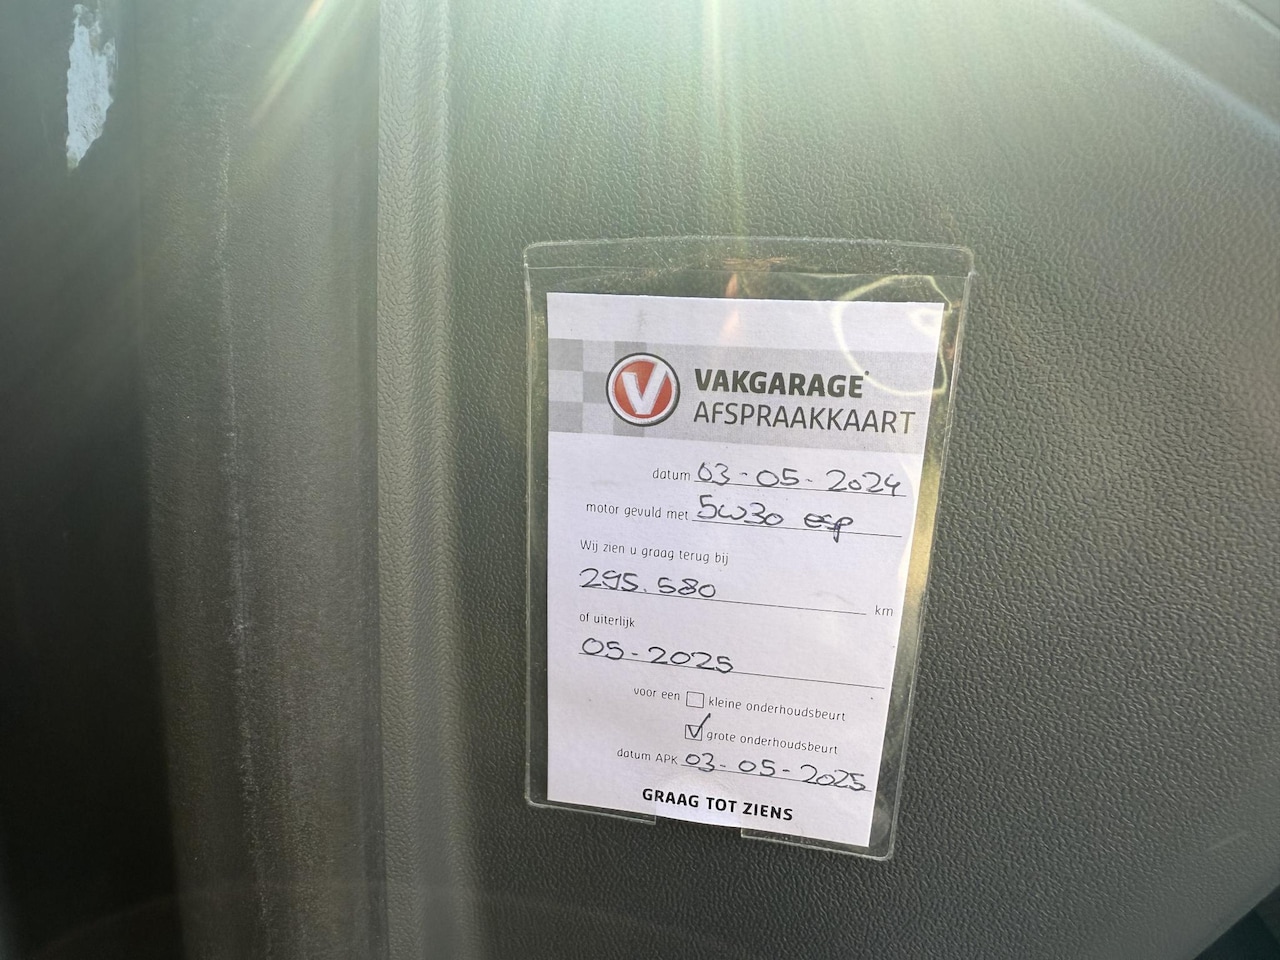 V
VAKGARAGE
AFSPRAAKKAART
datum 03-05-2024
motor gevuld met 5W30 esp
Wij zien u graag terug bij
295.580 km
of uiterlijk
05-2025
voor een kleine onderhoudsbeurt
grote onderhoudsbeurt
datum APK 03-05-2025
GRAAG TOT ZIENS